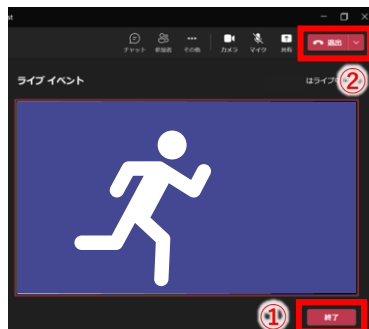 チャット 参加者 その他 カメラ マイク 共有 退出
ライブ イベント はライブ
②
① 終了